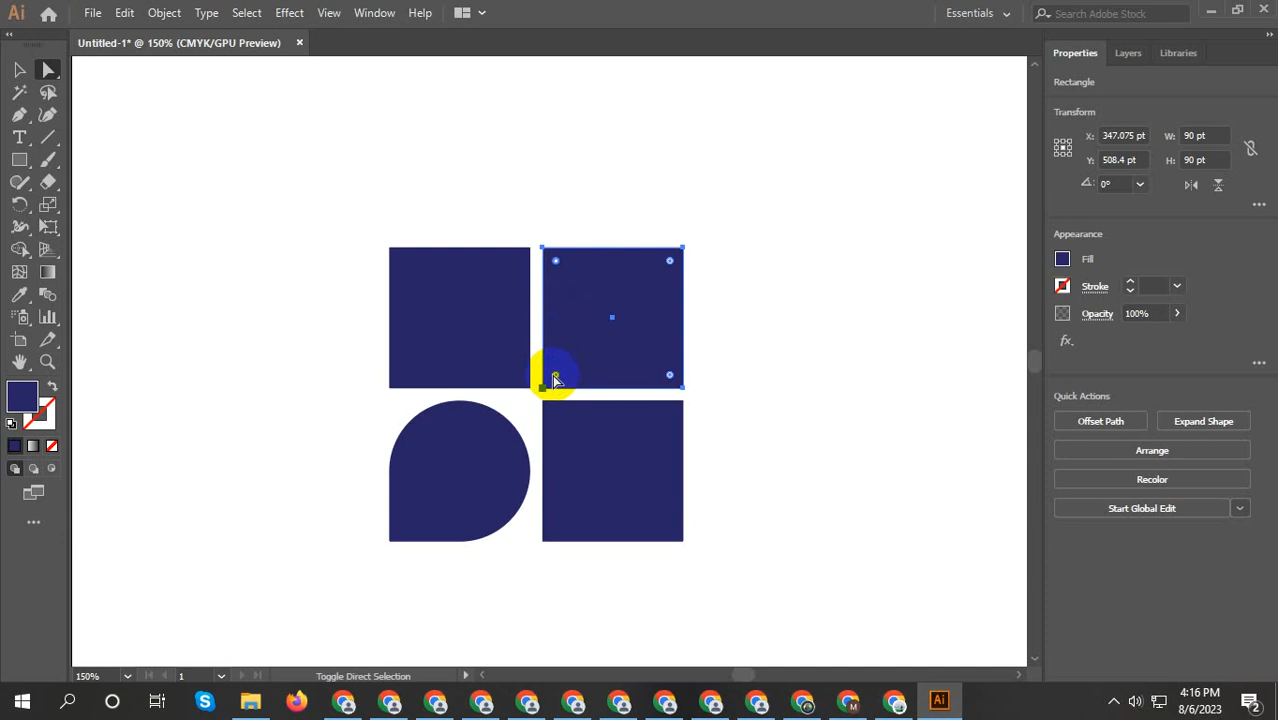 Ai File Edit Object Type Select Effect View Window Help Essentials Search Adobe Stock
Untitled-1* @ 150% (CMYK/GPU Preview)
Properties Layers Libraries
Rectangle
Transform
X: 347.075 pt W: 90 pt
Y: 508.4 pt H: 90 pt
0°
Appearance
Fill
Stroke
Opacity 100%
fx.
Quick Actions
Offset Path Expand Shape
Arrange
Recolor
Start Global Edit
150% 1 Toggle Direct Selection
4:16 PM
8/6/2023
M
Ai
2